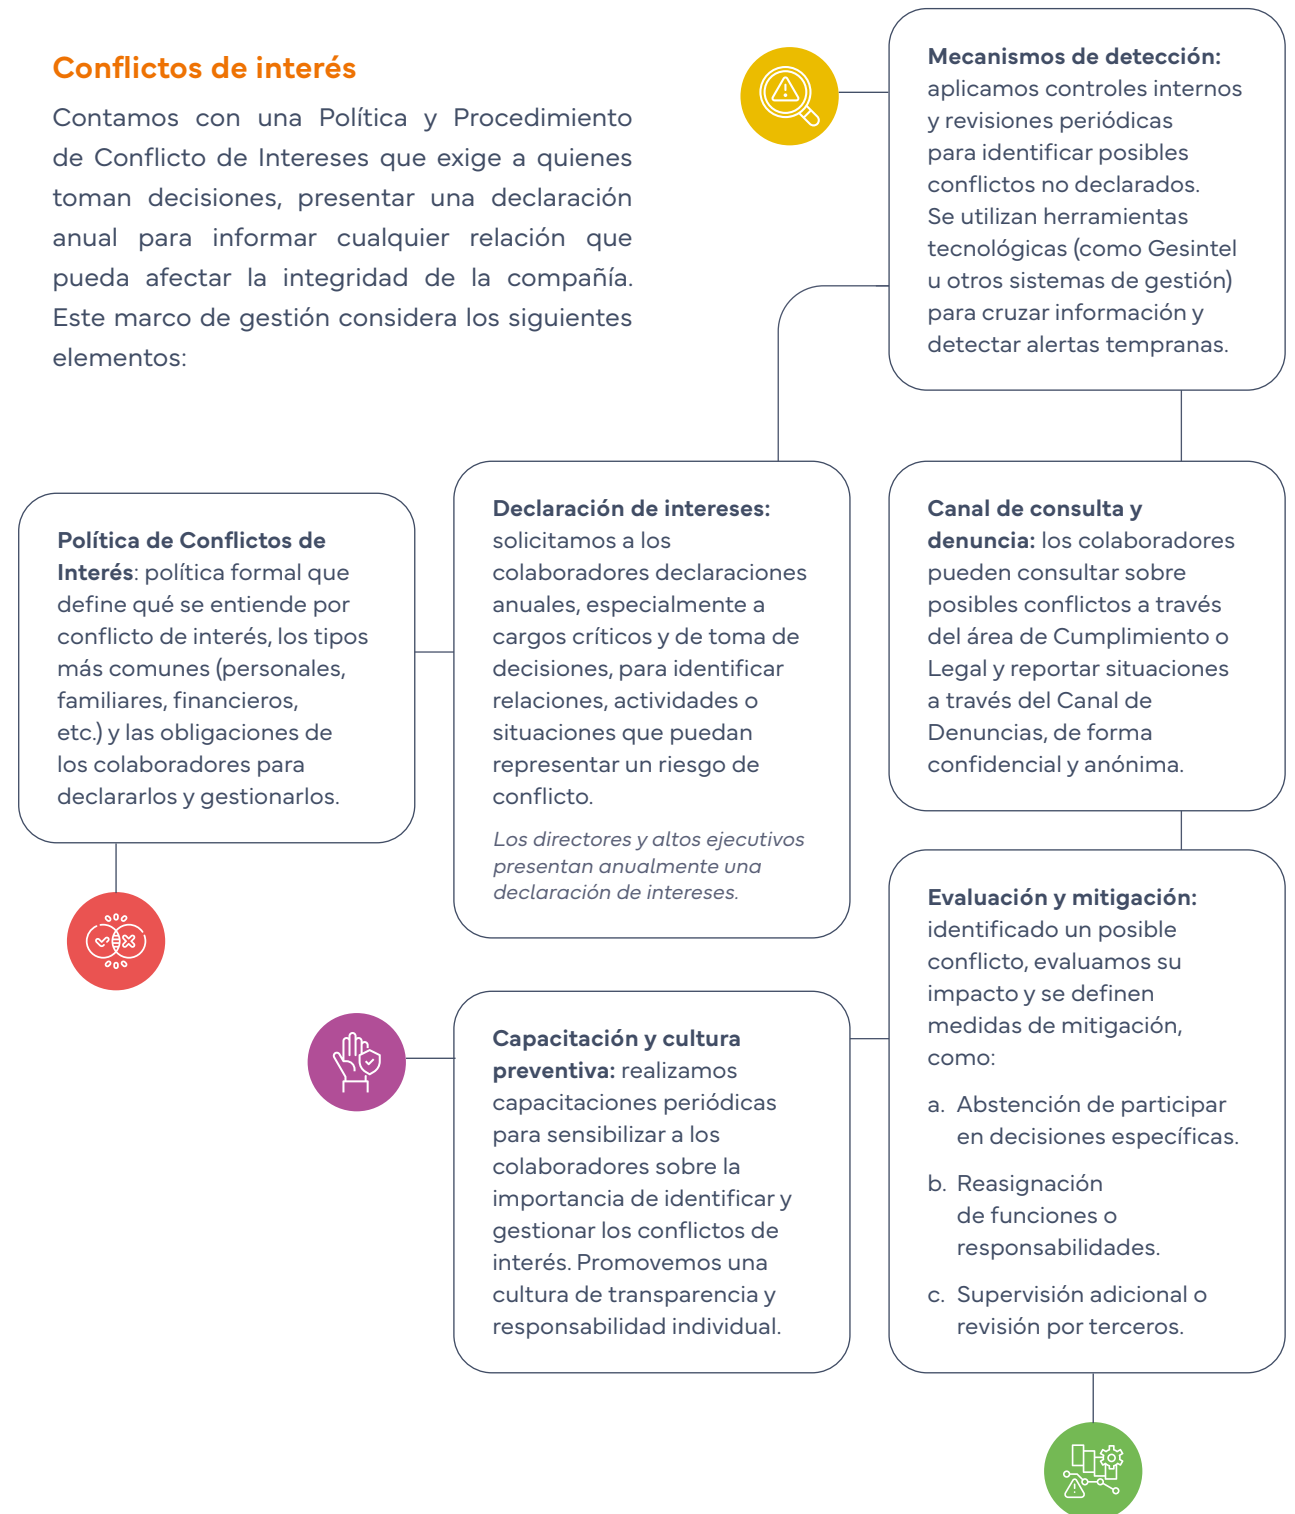 Conflictos de interés
Contamos con una Política y Procedimiento
de Conflicto de Intereses que exige a quienes
toman decisiones, presentar una declaración
anual para informar cualquier relación que
pueda afectar la integridad de la compañía.
Este marco de gestión considera los siguientes
elementos:
Política de Conflictos de
Interés: política formal que
define qué se entiende por
conflicto de interés, los tipos
más comunes (personales,
familiares, financieros,
etc.) y las obligaciones de
los colaboradores para
declararlos y gestionarlos.
Declaración de intereses:
solicitamos a los
colaboradores declaraciones
anuales, especialmente a
cargos críticos y de toma de
decisiones, para identificar
relaciones, actividades o
situaciones que puedan
representar un riesgo de
conflicto.
Los directores y altos ejecutivos
presentan anualmente una
declaración de intereses.
Mecanismos de detección:
aplicamos controles internos
y revisiones periódicas
para identificar posibles
conflictos no declarados.
Se utilizan herramientas
tecnológicas (como Gesintel
u otros sistemas de gestión)
para cruzar información y
detectar alertas tempranas.
Canal de consulta y
denuncia: los colaboradores
pueden consultar sobre
posibles conflictos a través
del área de Cumplimiento o
Legal y reportar situaciones
a través del Canal de
Denuncias, de forma
confidencial y anónima.
Evaluación y mitigación:
identificado un posible
conflicto, evaluamos su
impacto y se definen
medidas de mitigación,
como:
a. Abstención de participar
en decisiones específicas.
b. Reasignación
de funciones o
responsabilidades.
c. Supervisión adicional o
revisión por terceros.
Capacitación y cultura
preventiva: realizamos
capacitaciones periódicas
para sensibilizar a los
colaboradores sobre la
importancia de identificar y
gestionar los conflictos de
interés. Promovemos una
cultura de transparencia y
responsabilidad individual.